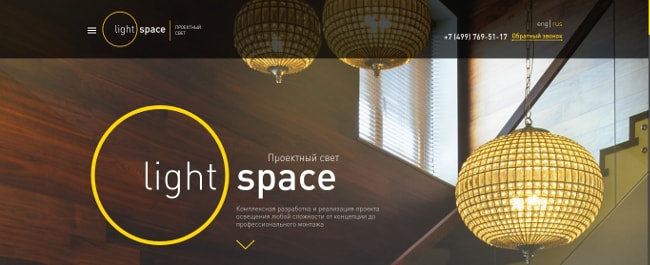 light space
ПРОЕКТНЫЙ
СВЕТ
eng | rus
+7 (499) 769-51-17 Обратный звонок
Проектный свет
light space
Комплексная разработка и реализация проекта
освещения любой сложности от концепции до
профессионального монтажа